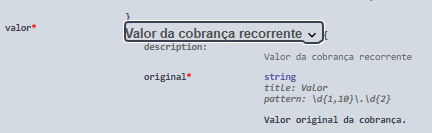 }
valor* Valor da cobrança recorrente {
description: Valor da cobrança recorrente
original* string
title: Valor
pattern: \d{1,10}\.\d{2}
Valor original da cobrança.